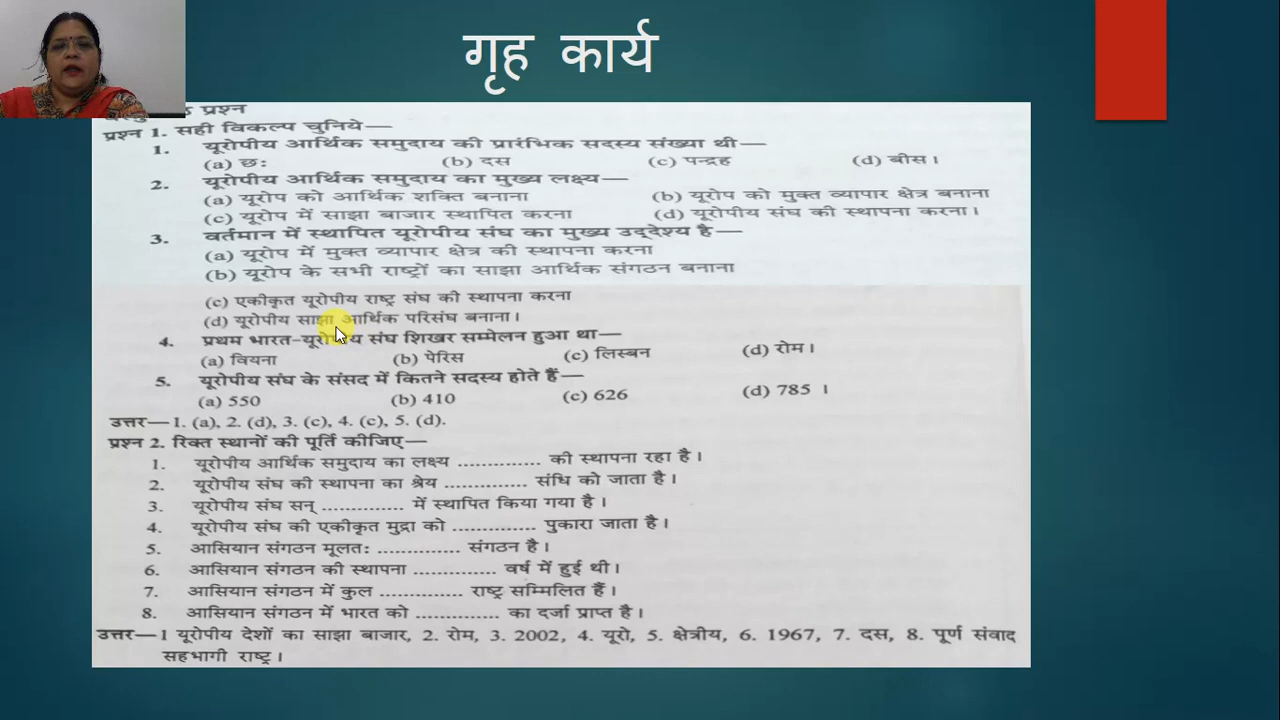 गृह कार्य
प्रश्न
प्रश्न 1. सही विकल्प चुनिये—
1. यूरोपीय आर्थिक समुदाय की प्रारंभिक सदस्य संख्या थी—
(a) छः (b) दस (c) पन्द्रह (d) बीस।
2. यूरोपीय आर्थिक समुदाय का मुख्य लक्ष्य—
(a) यूरोप को आर्थिक शक्ति बनाना (b) यूरोप को मुक्त व्यापार क्षेत्र बनाना
(c) यूरोप में साझा बाजार स्थापित करना (d) यूरोपीय संघ की स्थापना करना।
3. वर्तमान में स्थापित यूरोपीय संघ का मुख्य उद्देश्य है—
(a) यूरोप में मुक्त व्यापार क्षेत्र की स्थापना करना
(b) यूरोप के सभी राष्ट्रों का साझा आर्थिक संगठन बनाना
(c) एकीकृत यूरोपीय राष्ट्र संघ की स्थापना करना
(d) यूरोपीय साझा आर्थिक परिसंघ बनाना।
4. प्रथम भारत-यूरोपीय संघ शिखर सम्मेलन हुआ था—
(a) वियना (b) पेरिस (c) लिस्बन (d) रोम।
5. यूरोपीय संघ के संसद में कितने सदस्य होते हैं—
(a) 550 (b) 410 (c) 626 (d) 785 ।
उत्तर—1. (a), 2. (d), 3. (c), 4. (c), 5. (d).
प्रश्न 2. रिक्त स्थानों की पूर्ति कीजिए—
1. यूरोपीय आर्थिक समुदाय का लक्ष्य .............. की स्थापना रहा है।
2. यूरोपीय संघ की स्थापना का श्रेय .............. संधि को जाता है।
3. यूरोपीय संघ सन् .............. में स्थापित किया गया है।
4. यूरोपीय संघ की एकीकृत मुद्रा को .............. पुकारा जाता है।
5. आसियान संगठन मूलतः .............. संगठन है।
6. आसियान संगठन की स्थापना .............. वर्ष में हुई थी।
7. आसियान संगठन में कुल .............. राष्ट्र सम्मिलित हैं।
8. आसियान संगठन में भारत को .............. का दर्जा प्राप्त है।
उत्तर—1 यूरोपीय देशों का साझा बाजार, 2. रोम, 3. 2002, 4. यूरो, 5. क्षेत्रीय, 6. 1967, 7. दस, 8. पूर्ण संवाद
सहभागी राष्ट्र।